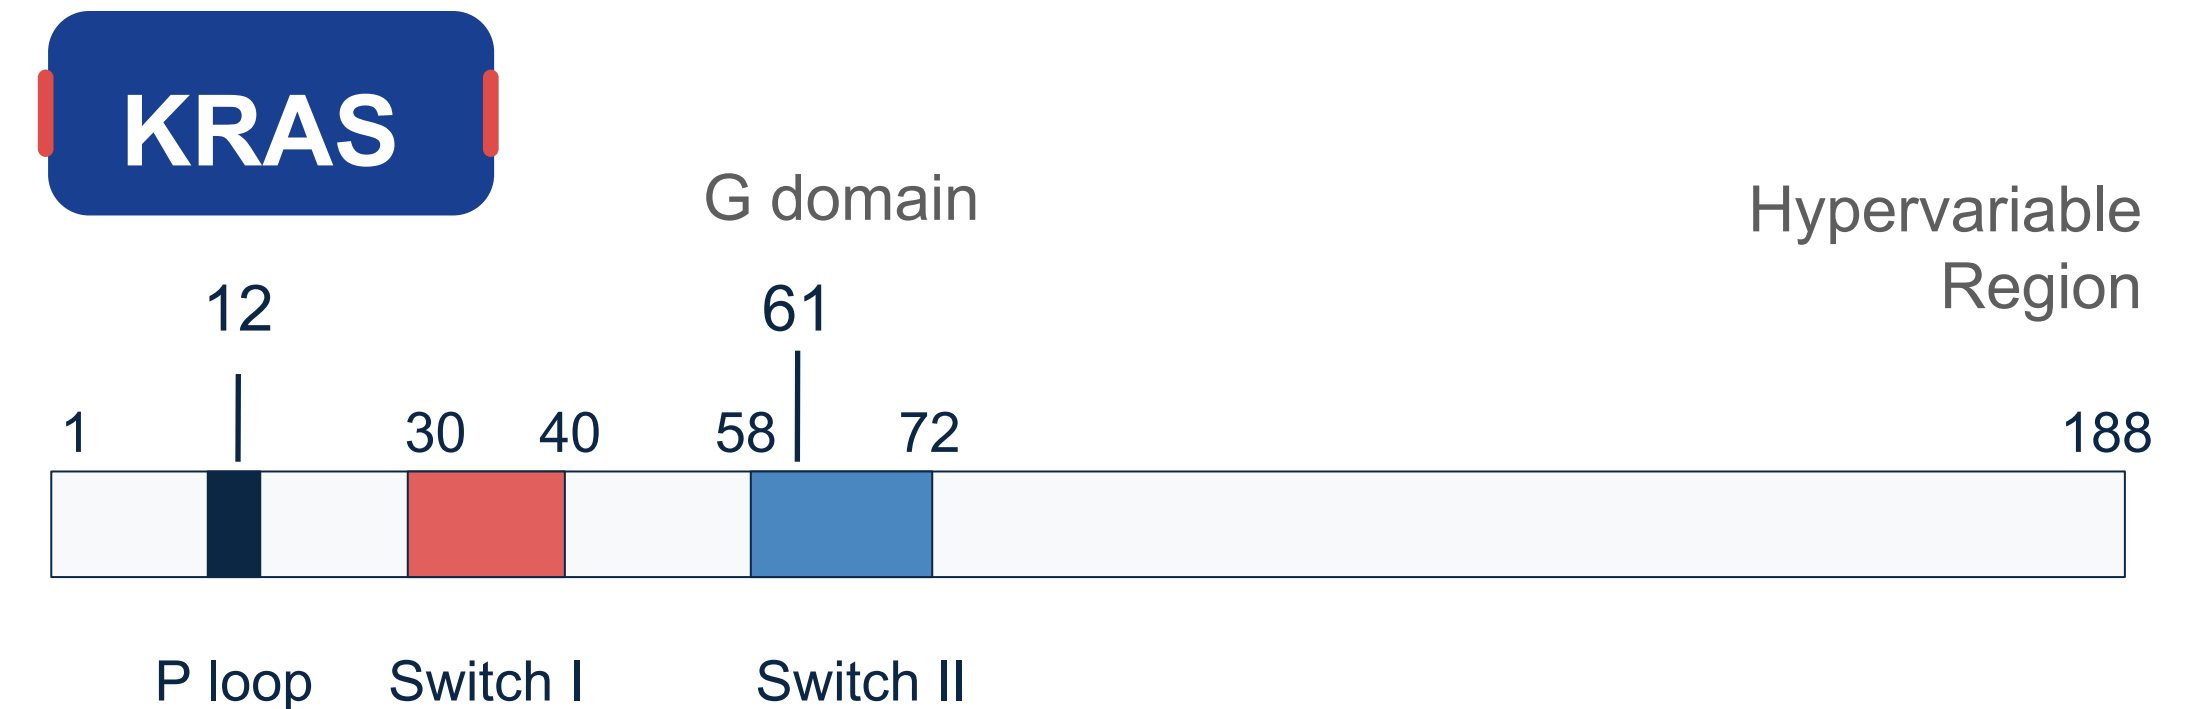 KRAS
G domain
Hypervariable
Region
12 61
1 30 40 58 72 188
P loop Switch I Switch II